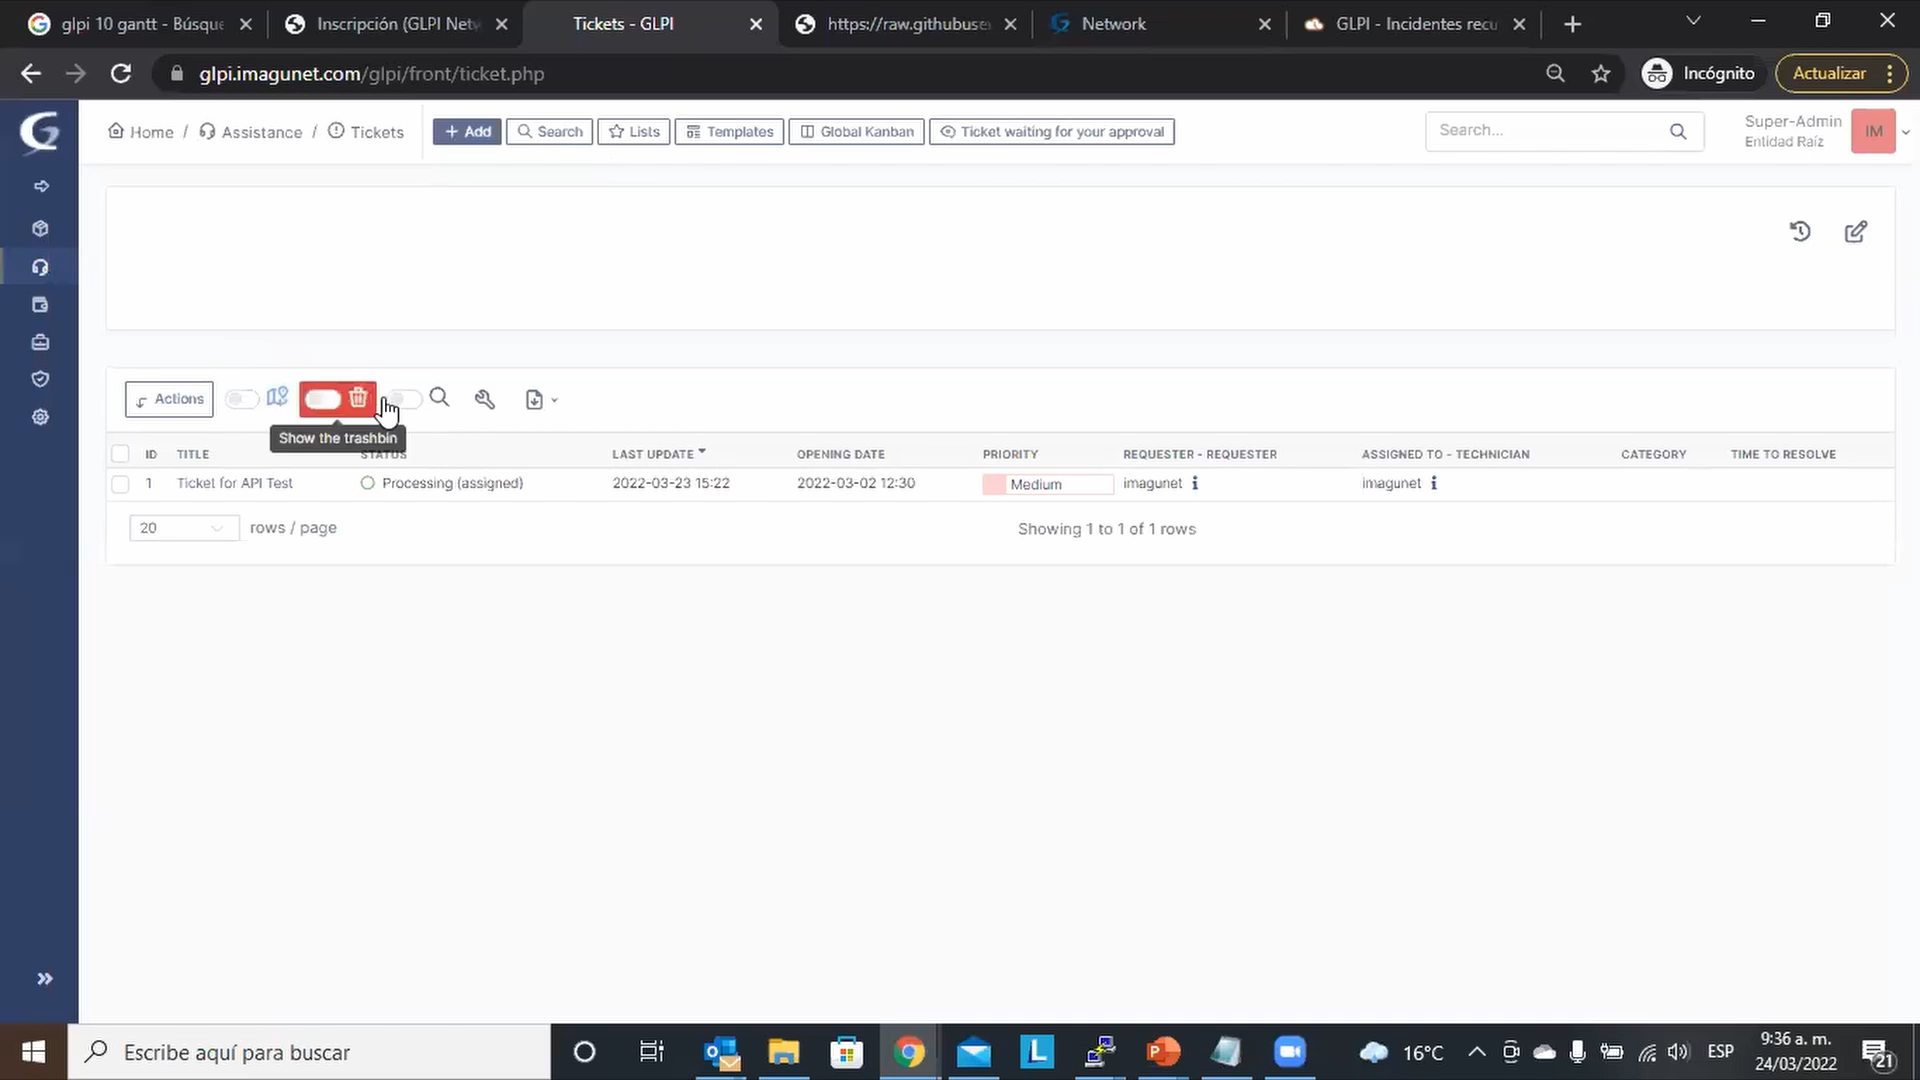 glpi 10 gantt - Búsque
Inscripción (GLPI Netw
Tickets - GLPI
https://raw.githubuse
Network
GLPI - Incidentes recu
glpi.imagunet.com/glpi/front/ticket.php
Incógnito
Actualizar
Home / Assistance / Tickets
+ Add
Search
Lists
Templates
Global Kanban
Ticket waiting for your approval
Search...
Super-Admin
Entidad Raíz
IM
Actions
Show the trashbin
ID TITLE STATUS LAST UPDATE OPENING DATE PRIORITY REQUESTER - REQUESTER ASSIGNED TO - TECHNICIAN CATEGORY TIME TO RESOLVE
1 Ticket for API Test Processing (assigned) 2022-03-23 15:22 2022-03-02 12:30 Medium imagunet i imagunet i
20 rows / page Showing 1 to 1 of 1 rows
Escribe aquí para buscar
16°C
ESP
9:36 a. m.
24/03/2022
21